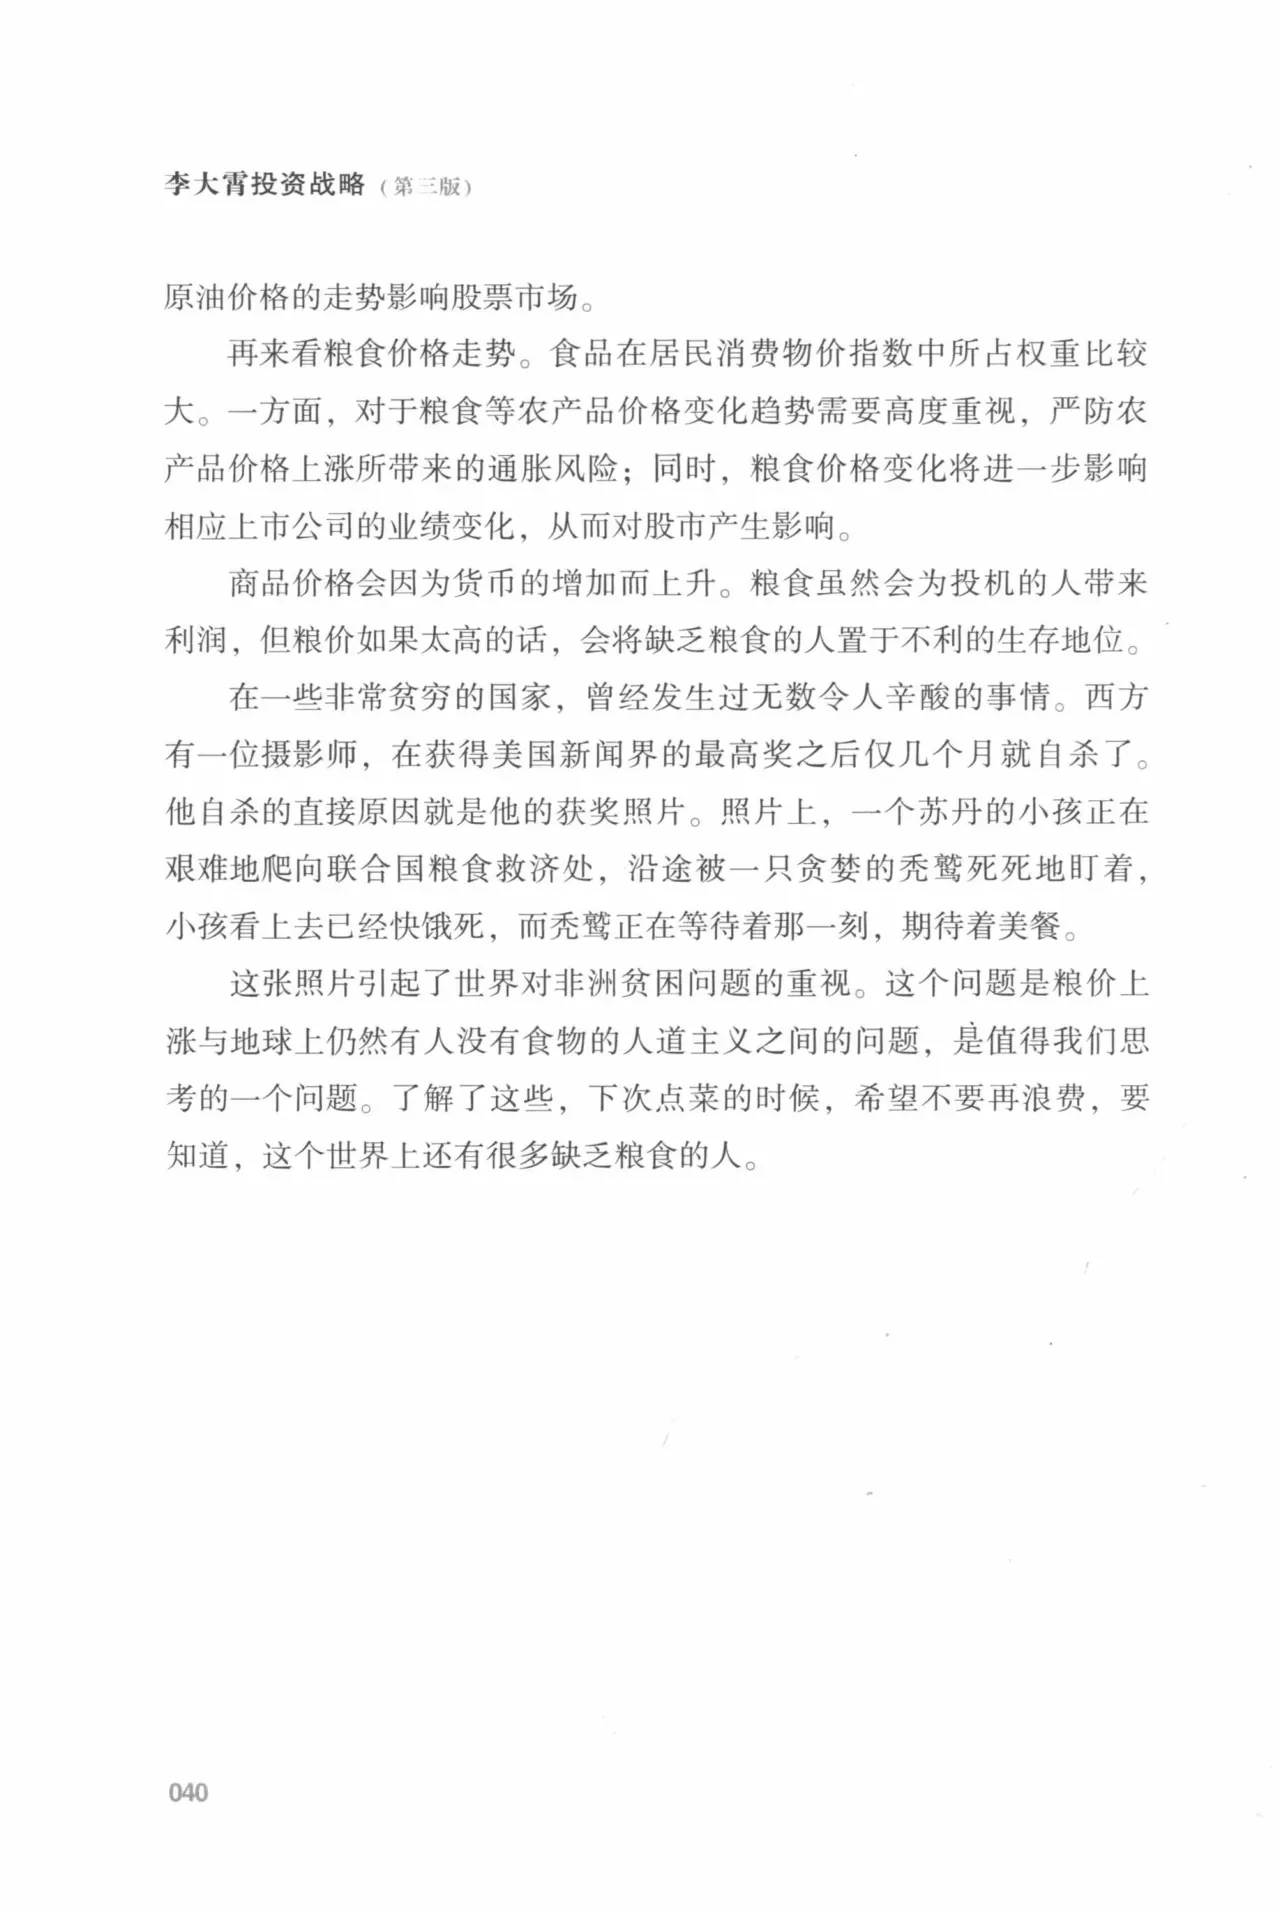 李大霄投资战略（第三版）
原油价格的走势影响股票市场。
再来看粮食价格走势。食品在居民消费物价指数中所占权重比较
大。一方面，对于粮食等农产品价格变化趋势需要高度重视，严防农
产品价格上涨所带来的通胀风险；同时，粮食价格变化将进一步影响
相应上市公司的业绩变化，从而对股市产生影响。
商品价格会因为货币的增加而上升。粮食虽然会为投机的人带来
利润，但粮价如果太高的话，会将缺乏粮食的人置于不利的生存地位。
在一些非常贫穷的国家，曾经发生过无数令人辛酸的事情。西方
有一位摄影师，在获得美国新闻界的最高奖之后仅几个月就自杀了。
他自杀的直接原因就是他的获奖照片。照片上，一个苏丹的小孩正在
艰难地爬向联合国粮食救济处，沿途被一只贪婪的秃鹫死死地盯着，
小孩看上去已经快饿死，而秃鹫正在等待着那一刻，期待着美餐。
这张照片引起了世界对非洲贫困问题的重视。这个问题是粮价上
涨与地球上仍然有人没有食物的人道主义之间的问题，是值得我们思
考的一个问题。了解了这些，下次点菜的时候，希望不要再浪费，要
知道，这个世界上还有很多缺乏粮食的人。
040